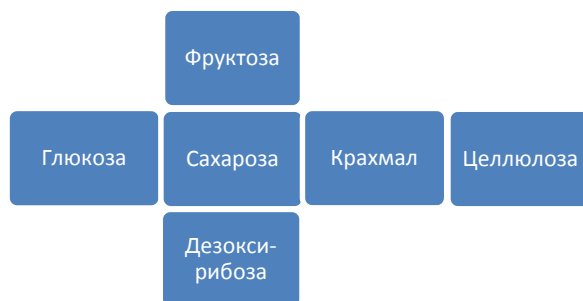 Фруктоза
Глюкоза
Сахароза
Крахмал
Целлюлоза
Дезокси-
рибоза